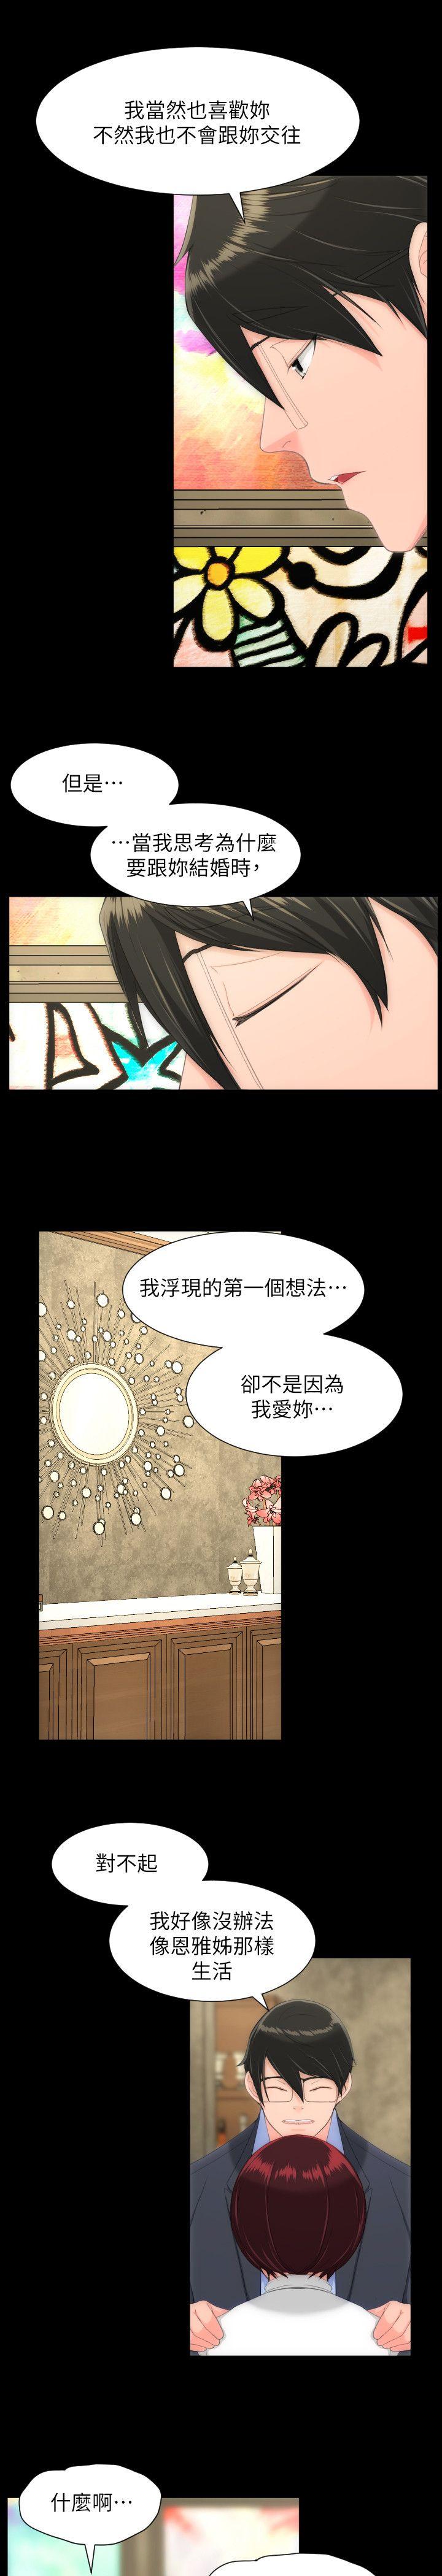 我當然也喜歡妳
不然我也不會跟妳交往
但是…
…當我思考為什麼
要跟妳結婚時，
我浮現的第一個想法…
卻不是因為
我愛妳…
對不起
我好像沒辦法
像恩雅姊那樣
生活
什麼啊…